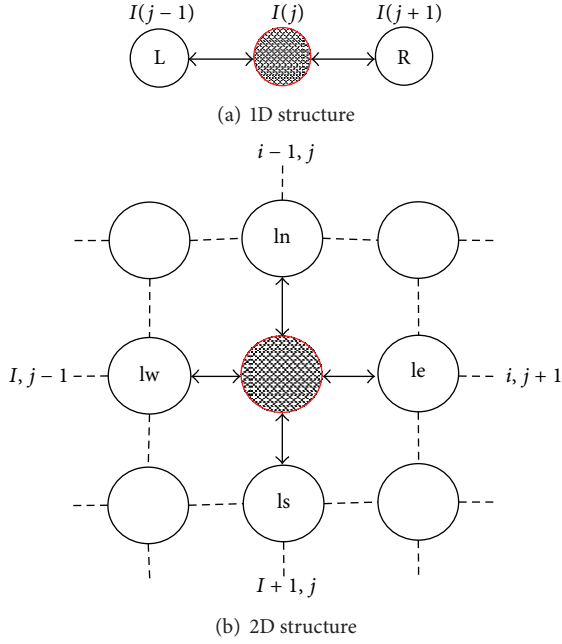 I(j − 1) I(j) I(j + 1)
L R
(a) 1D structure
i − 1, j
ln
I, j − 1 lw le i, j + 1
ls
I + 1, j
(b) 2D structure